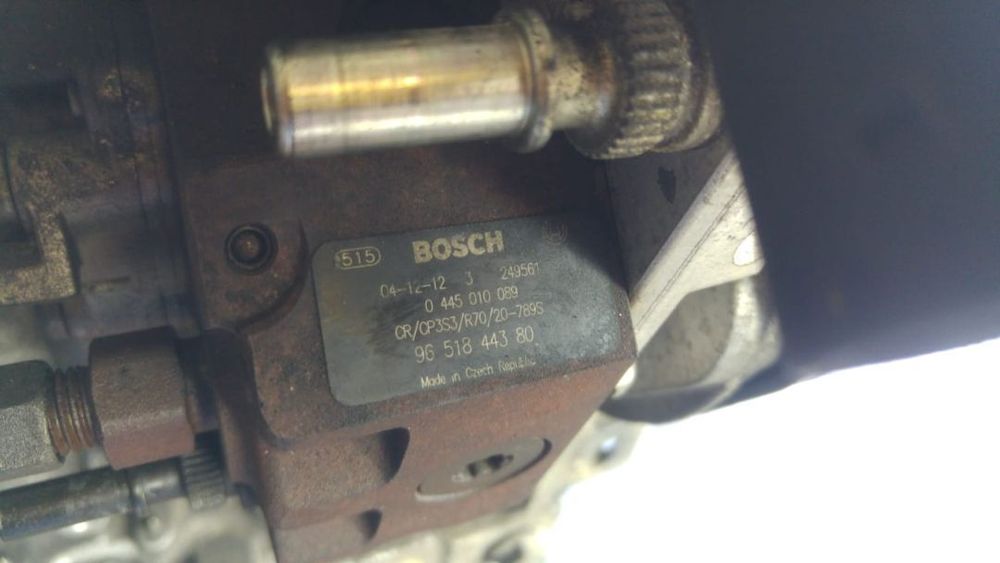 515 BOSCH
04-12-12 3 249561
0 445 010 089
CR/CP3S3/R70/20-789S
96 518 443 80
Made in Czech Republic